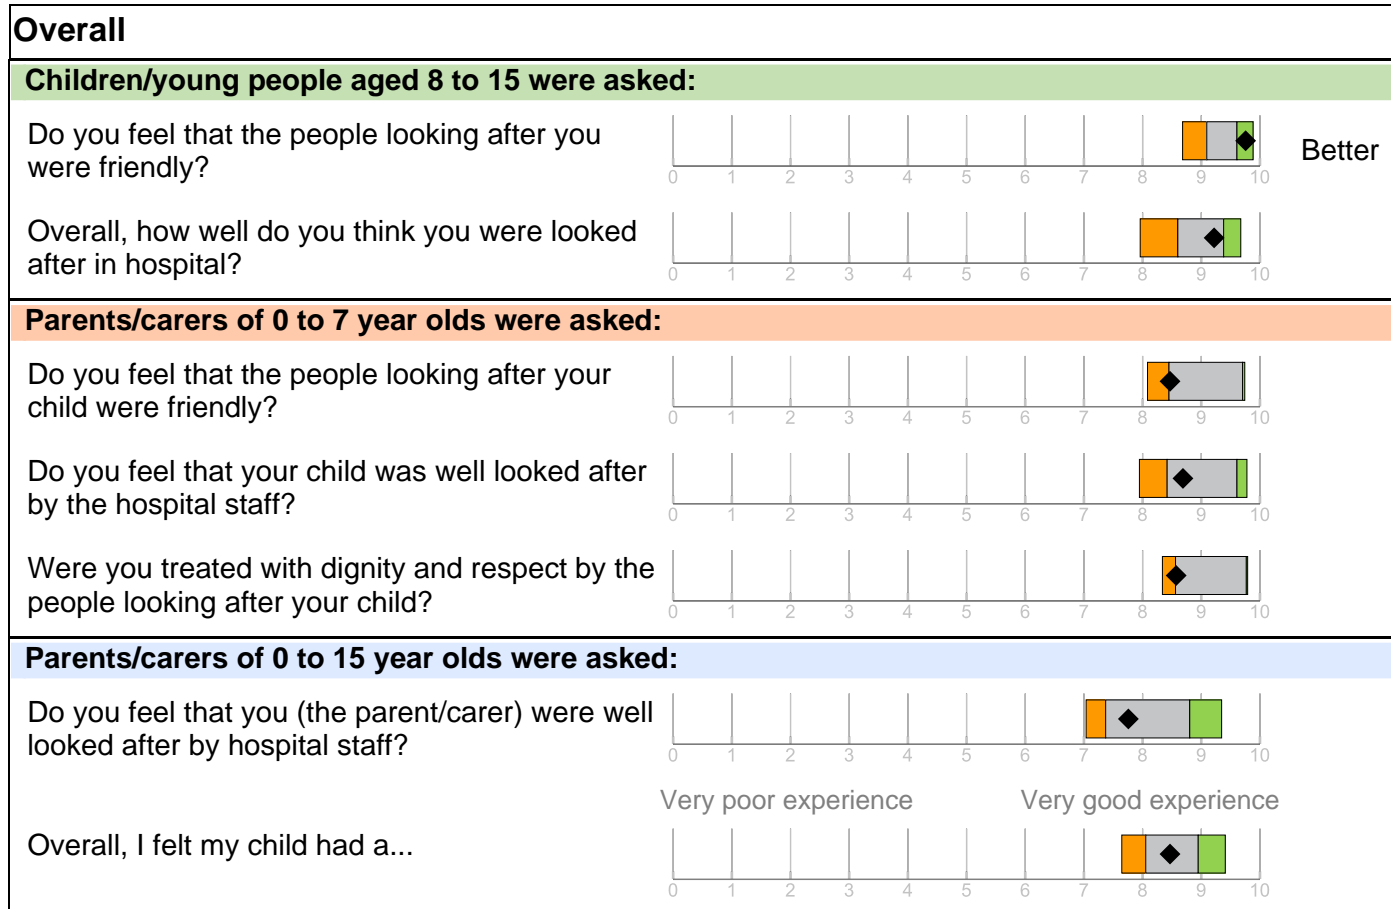 Overall
Children/young people aged 8 to 15 were asked:
Do you feel that the people looking after you
were friendly?
0 1 2 3 4 5 6 7 8 9 10
Better
Overall, how well do you think you were looked
after in hospital?
0 1 2 3 4 5 6 7 8 9 10
Parents/carers of 0 to 7 year olds were asked:
Do you feel that the people looking after your
child were friendly?
0 1 2 3 4 5 6 7 8 9 10
Do you feel that your child was well looked after
by the hospital staff?
0 1 2 3 4 5 6 7 8 9 10
Were you treated with dignity and respect by the
people looking after your child?
0 1 2 3 4 5 6 7 8 9 10
Parents/carers of 0 to 15 year olds were asked:
Do you feel that you (the parent/carer) were well
looked after by hospital staff?
0 1 2 3 4 5 6 7 8 9 10
Very poor experience Very good experience
Overall, I felt my child had a...
0 1 2 3 4 5 6 7 8 9 10